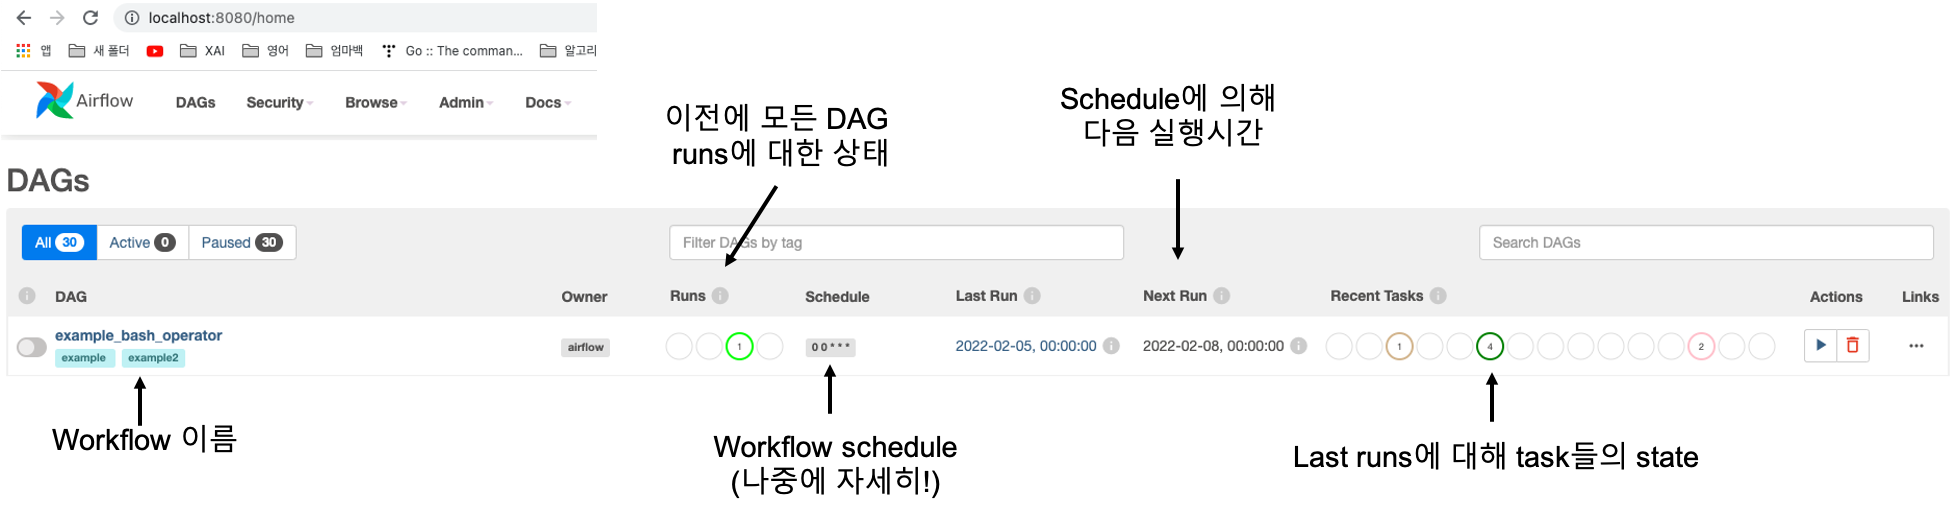 localhost:8080/home
앱 새 폴더 XAI 영어 엄마백 Go :: The comman... 알고리
Airflow DAGs Security Browse Admin Docs
이전에 모든 DAG
runs에 대한 상태
Schedule에 의해
다음 실행시간
DAGs
All 30 Active 0 Paused 30 Filter DAGs by tag Search DAGs
DAG Owner Runs Schedule Last Run Next Run Recent Tasks Actions Links
example_bash_operator
example example2 airflow 1 0 0 * * * 2022-02-05, 00:00:00 2022-02-08, 00:00:00 1 4 2
Workflow 이름
Workflow schedule
(나중에 자세히!)
Last runs에 대해 task들의 state